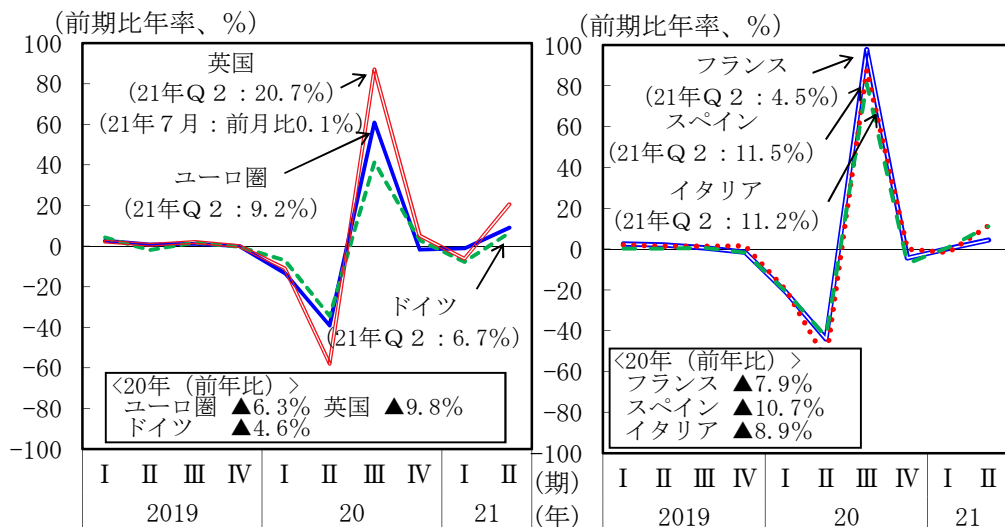 (前期比年率、%)
100
80
60
40
20
0
-20
-40
-60
-80
-100
英国
(21年Ｑ２:20.7%)
(21年７月:前月比0.1%)
ユーロ圏
(21年Ｑ２:9.2%)
ドイツ
(21年Ｑ２:6.7%)
<20年（前年比）>
ユーロ圏 ▲6.3% 英国 ▲9.8%
ドイツ ▲4.6%
Ⅰ Ⅱ Ⅲ Ⅳ Ⅰ Ⅱ Ⅲ Ⅳ Ⅰ Ⅱ (期)
2019 20 21 (年)
(前期比年率、%)
100
80
60
40
20
0
-20
-40
-60
-80
-100
フランス
(21年Ｑ２:4.5%)
スペイン
(21年Ｑ２:11.5%)
イタリア
(21年Ｑ２:11.2%)
<20年（前年比）>
フランス ▲7.9%
スペイン ▲10.7%
イタリア ▲8.9%
Ⅰ Ⅱ Ⅲ Ⅳ Ⅰ Ⅱ Ⅲ Ⅳ Ⅰ Ⅱ
2019 20 21